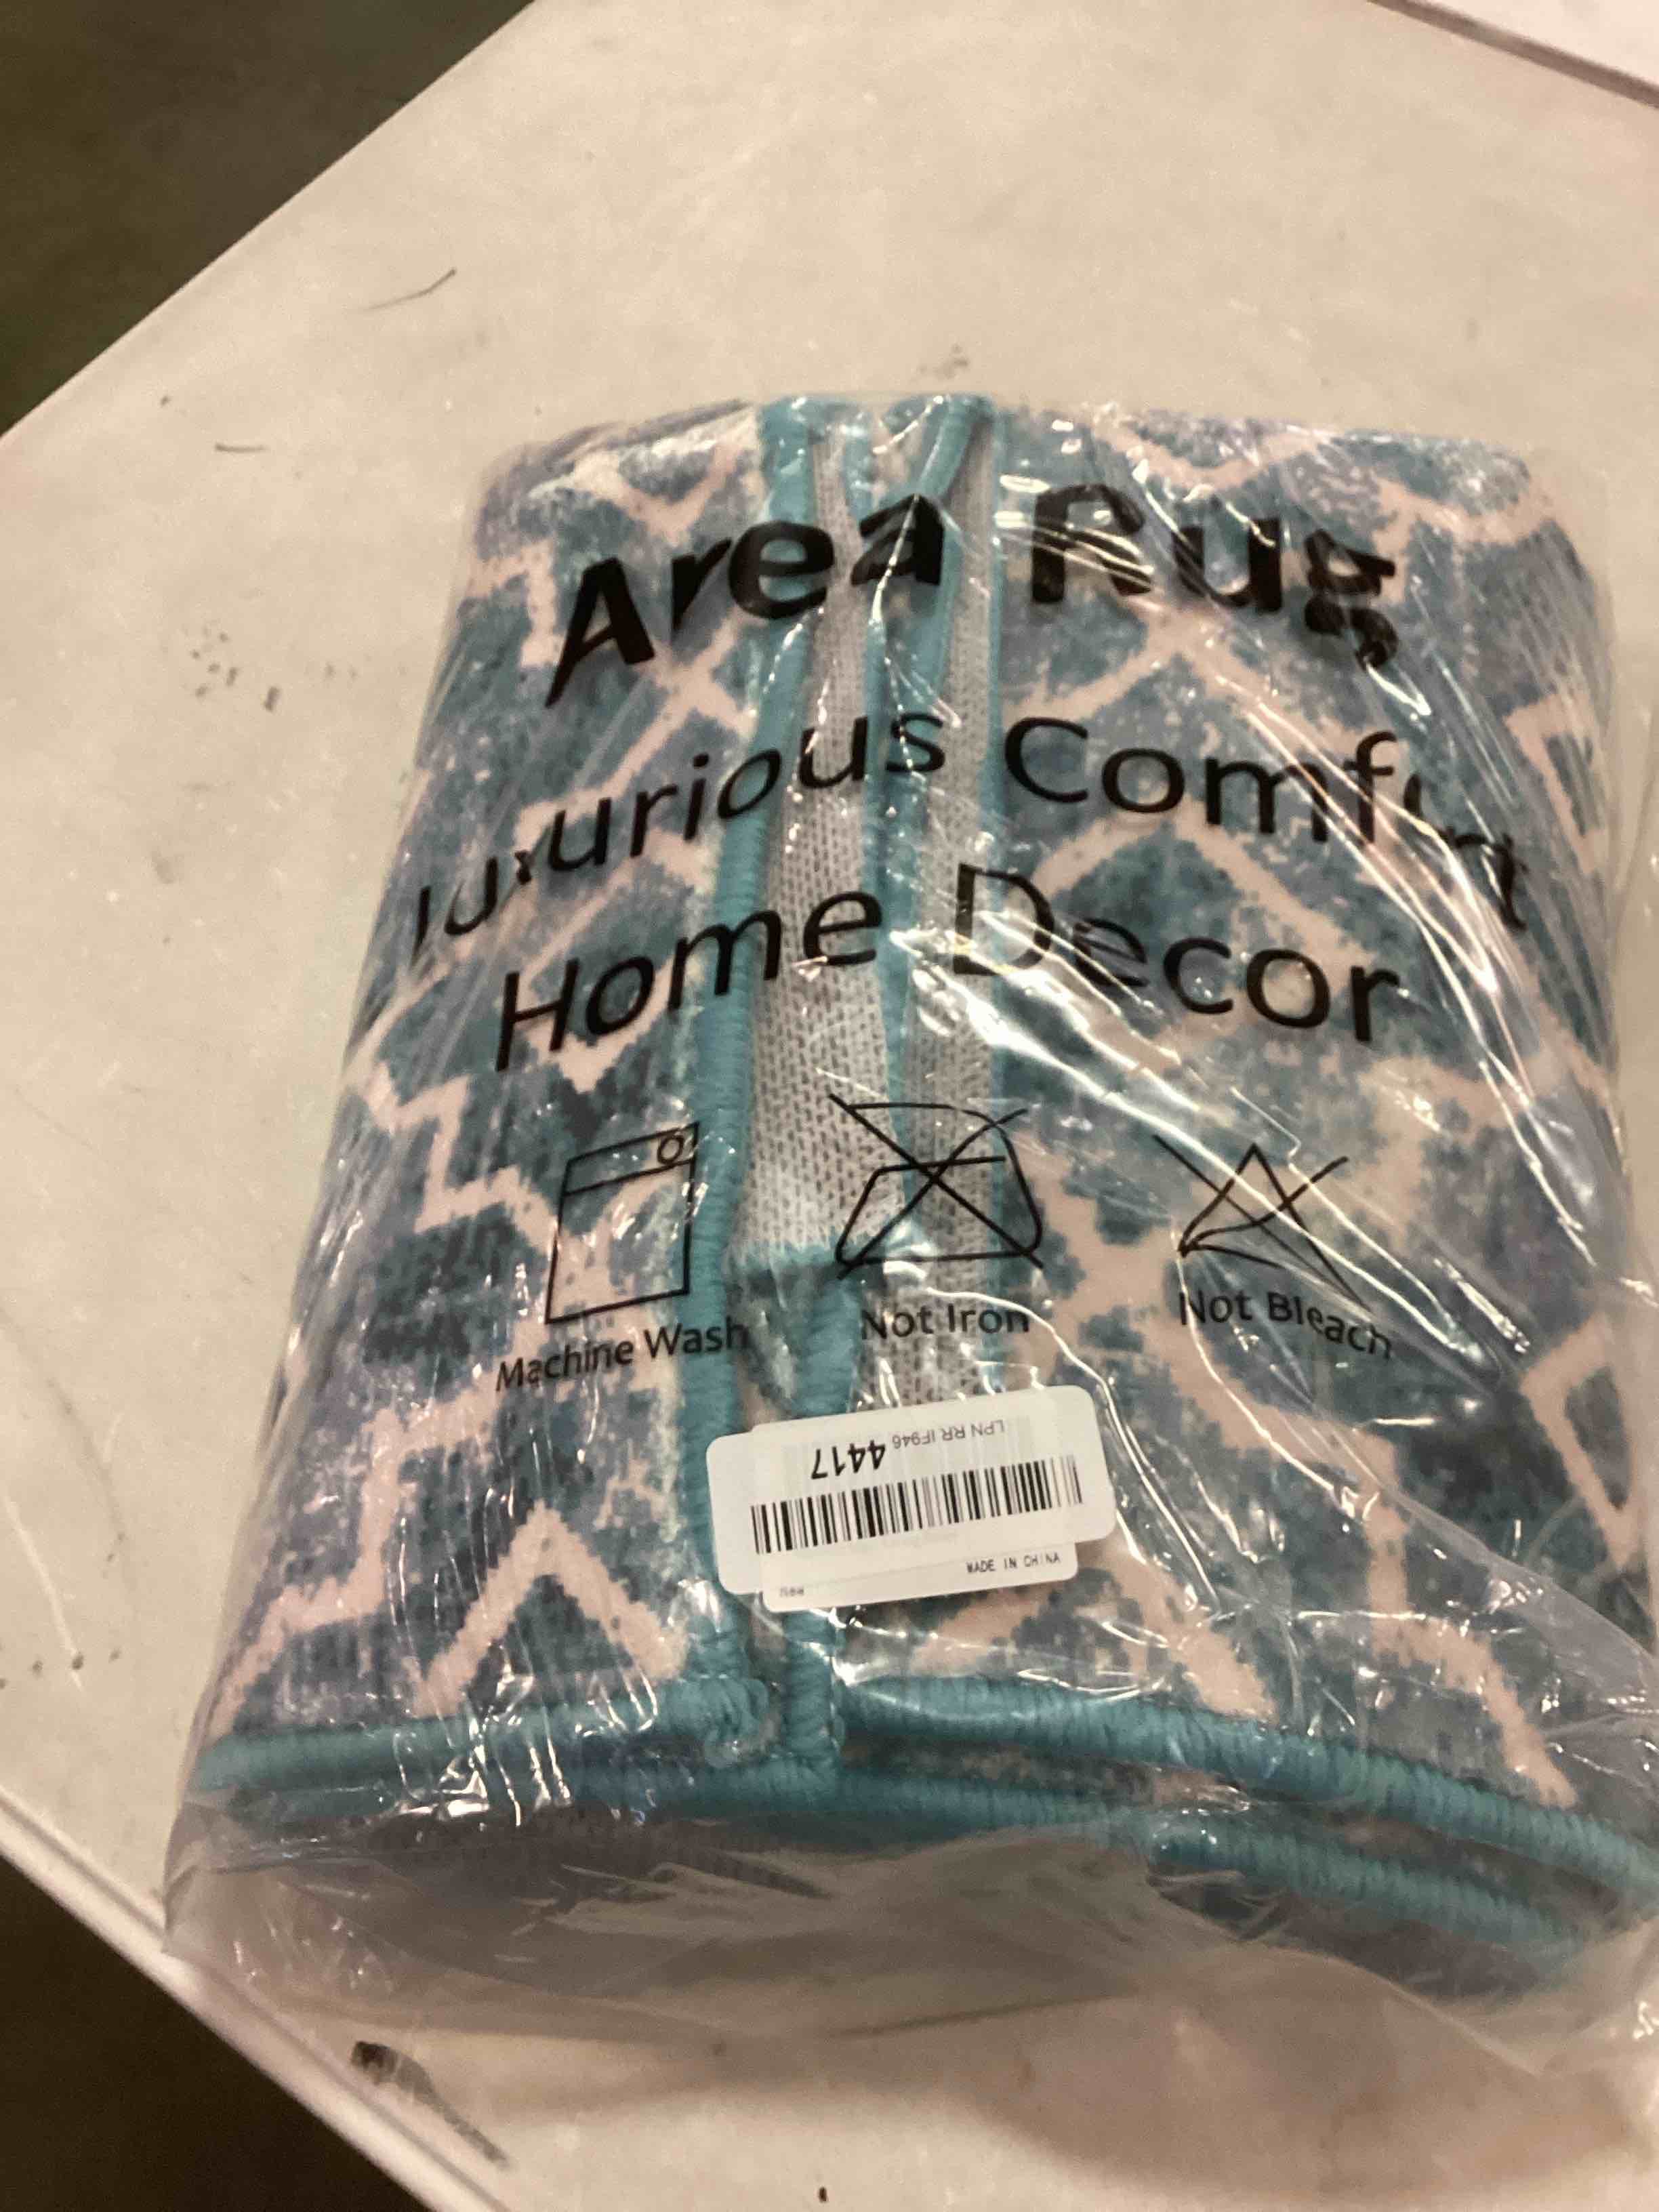 Area Rug
Luxurious Comfort
Home Decor
Machine Wash
Not Iron
Not Bleach
LPN RR IF946 4417
MADE IN CHINA